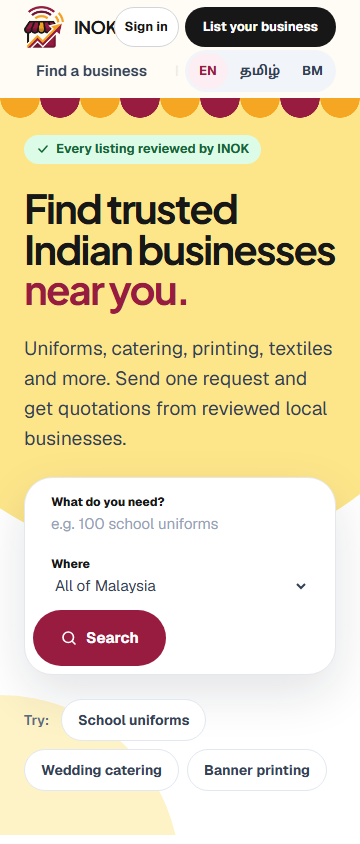 INOK
Sign in
List your business
Find a business
EN
தமிழ்
BM
Every listing reviewed by INOK
Find trusted
Indian businesses
near you.
Uniforms, catering, printing, textiles
and more. Send one request and
get quotations from reviewed local
businesses.
What do you need?
e.g. 100 school uniforms
Where
All of Malaysia
Search
Try:
School uniforms
Wedding catering
Banner printing